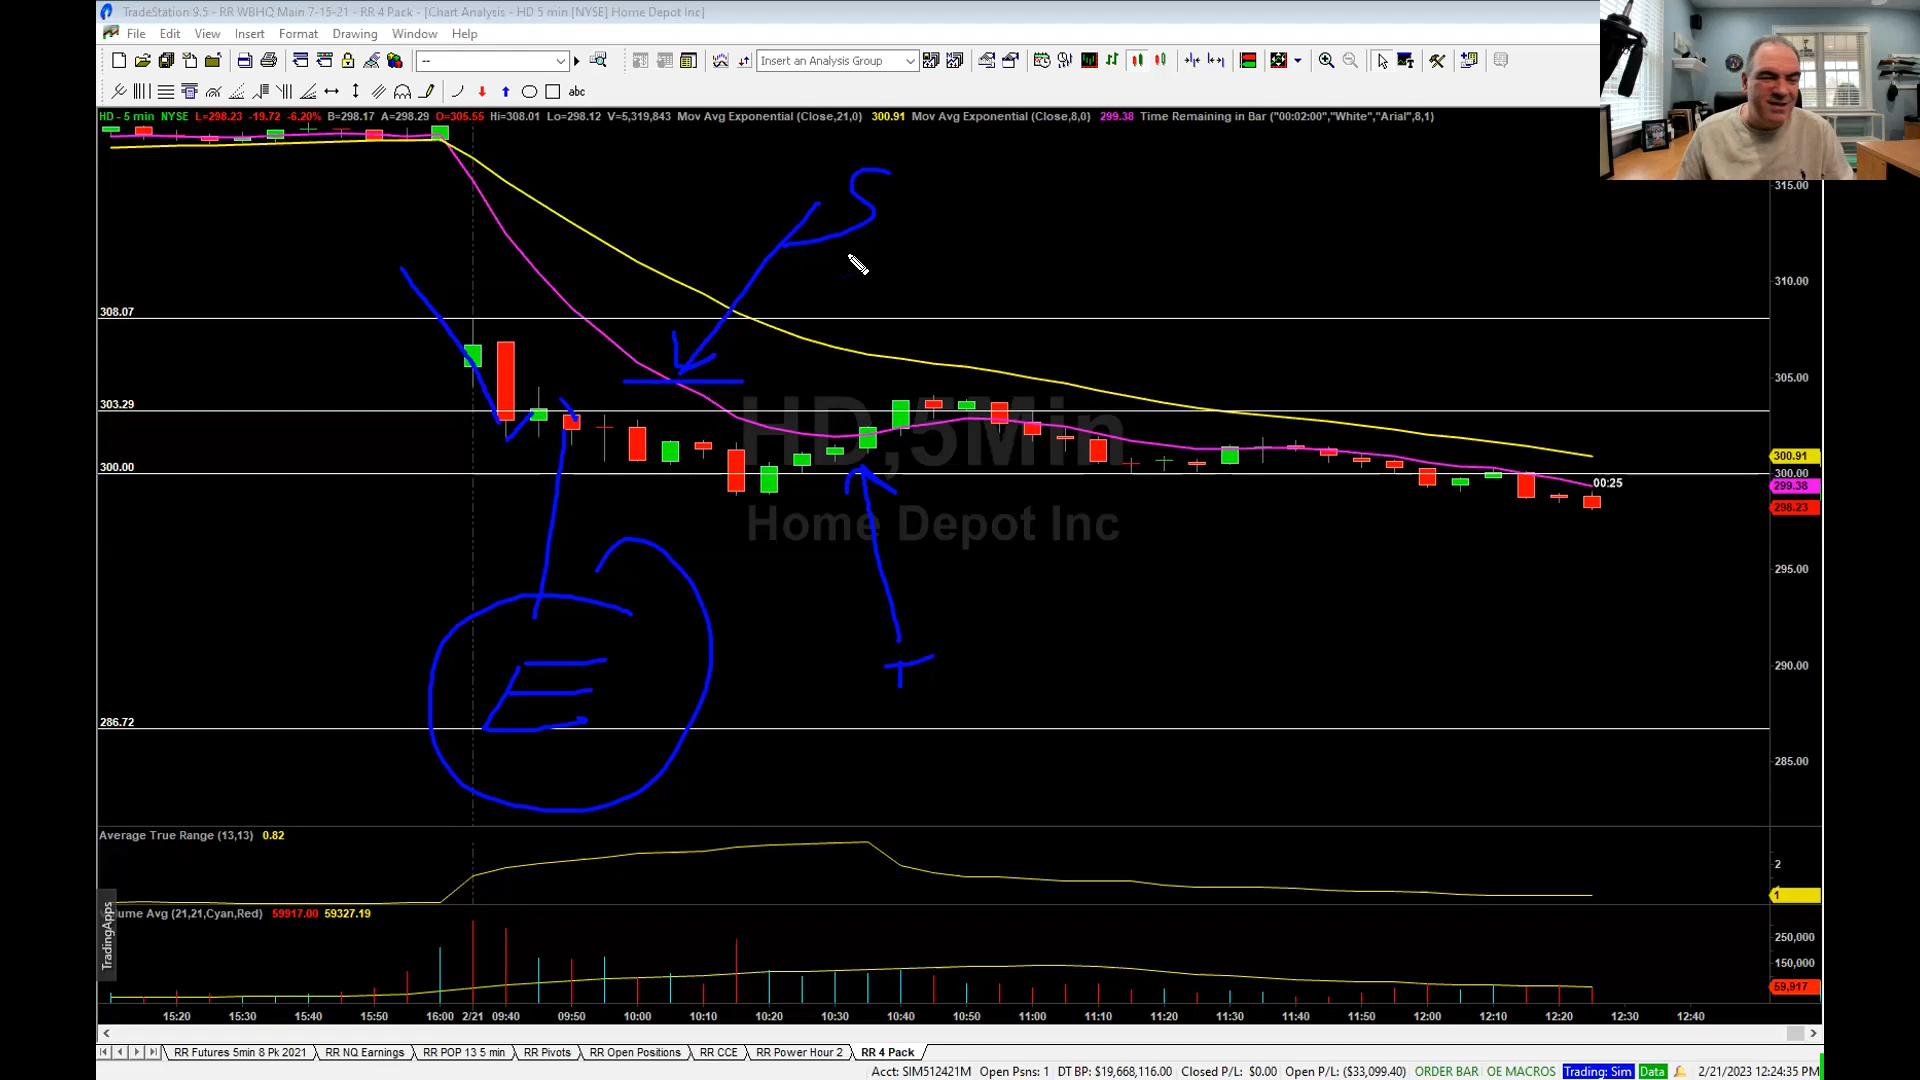 TradeStation 9.5 - RR WBHQ Main 7-15-21 - RR 4 Pack - [Chart Analysis - HD 5 min [NYSE] Home Depot Inc]
File Edit View Insert Format Drawing Window Help
-- Insert an Analysis Group
abc
HD - 5 min NYSE L=298.23 -19.72 -6.20% B=298.17 A=298.29 O=305.55 Hi=308.01 Lo=298.12 V=5,319,843 Mov Avg Exponential (Close,21,0) 300.91 Mov Avg Exponential (Close,8,0) 299.38 Time Remaining in Bar ("00:02:00","White","Arial",8,1)
S
315.00
310.00
308.07
305.00
303.29
HD,5Min
300.91
300.00
300.00
00:25
299.38
298.23
Home Depot Inc
295.00
E
T
290.00
286.72
285.00
Average True Range (13,13) 0.82
2
1
TradingApps
ume Avg (21,21,Cyan,Red) 59917.00 59327.19
250,000
150,000
59,917
15:20 15:30 15:40 15:50 16:00 2/21 09:40 09:50 10:00 10:10 10:20 10:30 10:40 10:50 11:00 11:10 11:20 11:30 11:40 11:50 12:00 12:10 12:20 12:30 12:40
RR Futures 5min 8 Pk 2021 RR NQ Earnings RR POP 13 5 min RR Pivots RR Open Positions RR CCE RR Power Hour 2 RR 4 Pack
Acct: SIM512421M Open Psns: 1 DT BP: $19,668,116.00 Closed P/L: $0.00 Open P/L: ($33,099.40) ORDER BAR OE MACROS Trading: Sim Data 2/21/2023 12:24:35 PM